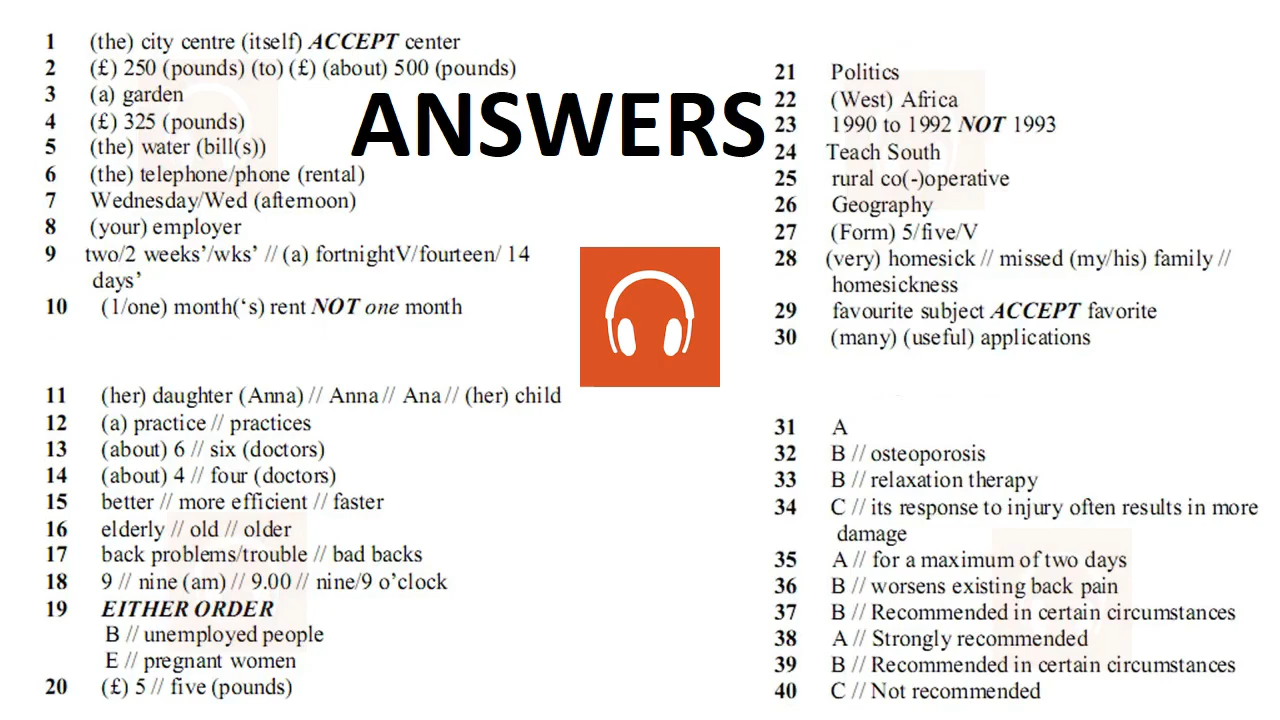 1 (the) city centre (itself) ACCEPT center
2 (£) 250 (pounds) (to) (£) (about) 500 (pounds)
3 (a) garden
4 (£) 325 (pounds)
5 (the) water (bill(s))
6 (the) telephone/phone (rental)
7 Wednesday/Wed (afternoon)
8 (your) employer
9 two/2 weeks’/wks’ // (a) fortnightV/fourteen/ 14
days’
10 (1/one) month(‘s) rent NOT one month
ANSWERS
11 (her) daughter (Anna) // Anna // Ana // (her) child
12 (a) practice // practices
13 (about) 6 // six (doctors)
14 (about) 4 // four (doctors)
15 better // more efficient // faster
16 elderly // old // older
17 back problems/trouble // bad backs
18 9 // nine (am) // 9.00 // nine/9 o’clock
19 EITHER ORDER
B // unemployed people
E // pregnant women
20 (£) 5 // five (pounds)
21 Politics
22 (West) Africa
23 1990 to 1992 NOT 1993
24 Teach South
25 rural co(-)operative
26 Geography
27 (Form) 5/five/V
28 (very) homesick // missed (my/his) family //
homesickness
29 favourite subject ACCEPT favorite
30 (many) (useful) applications
31 A
32 B // osteoporosis
33 B // relaxation therapy
34 C // its response to injury often results in more
damage
35 A // for a maximum of two days
36 B // worsens existing back pain
37 B // Recommended in certain circumstances
38 A // Strongly recommended
39 B // Recommended in certain circumstances
40 C // Not recommended